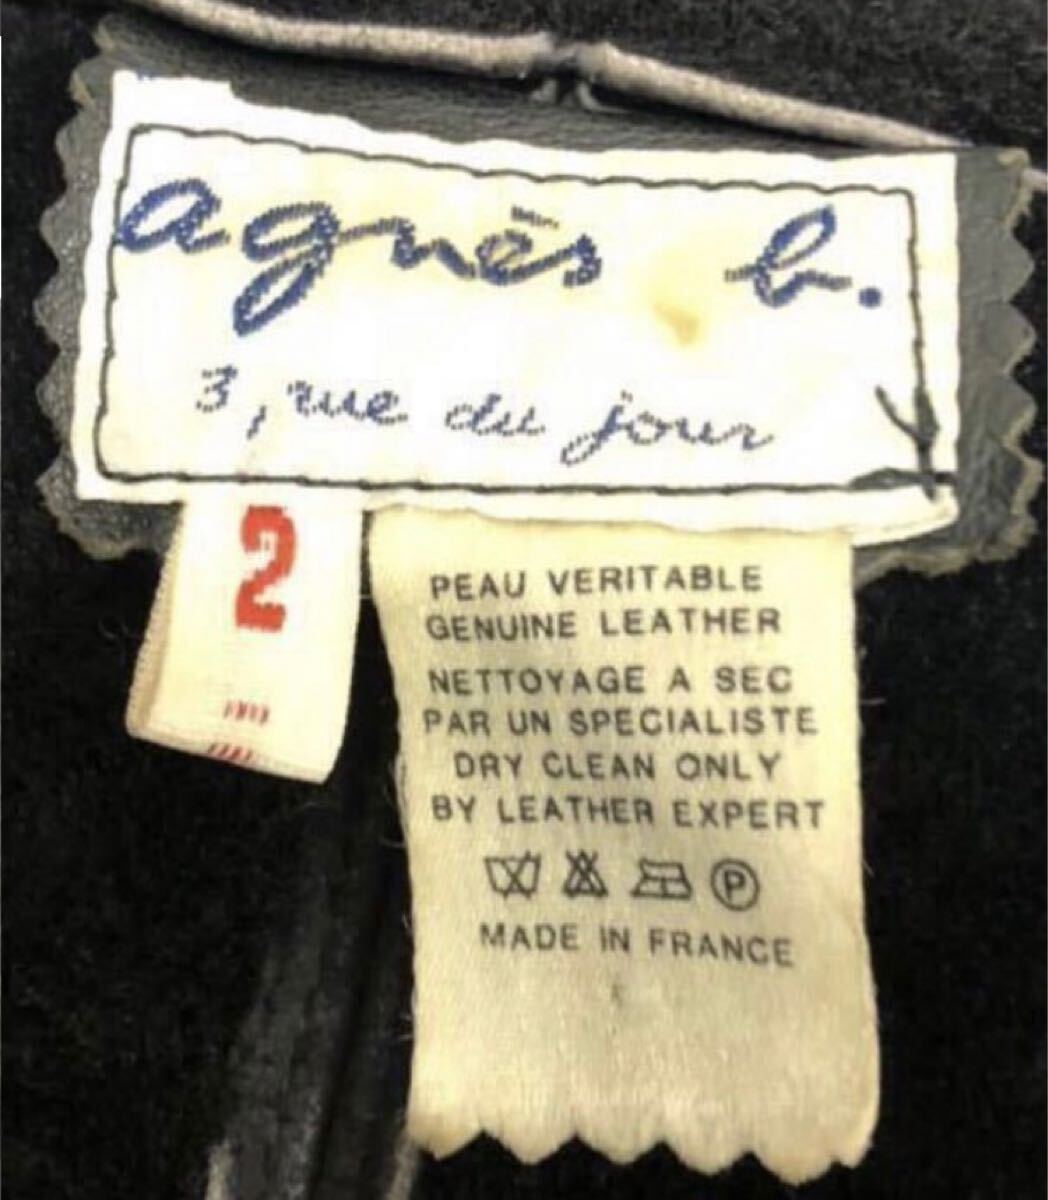 agnès b.
3, rue du jour
2
PEAU VERITABLE
GENUINE LEATHER
NETTOYAGE A SEC
PAR UN SPECIALISTE
DRY CLEAN ONLY
BY LEATHER EXPERT
P
MADE IN FRANCE